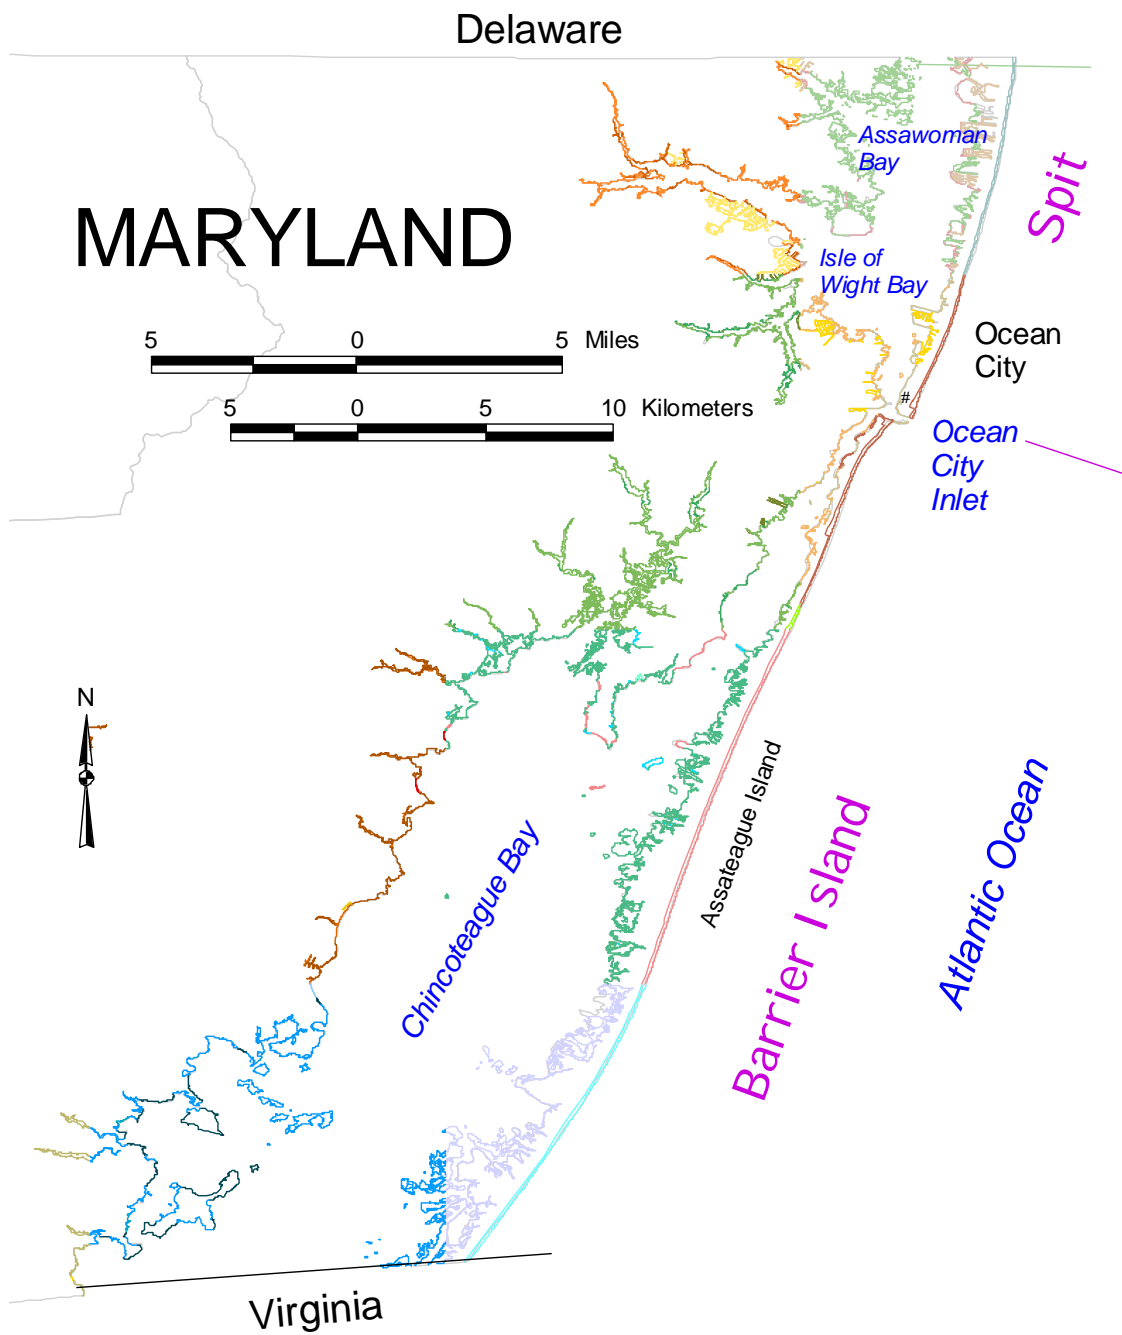 Delaware
Assawoman
Bay
Spit
MARYLAND
Isle of
Wight Bay
5 0 5 Miles
Ocean
City
5 0 5 10 Kilometers
#
Ocean
City
Inlet
N
Assateague Island
Chincoteague Bay
Barrier Island
Atlantic Ocean
Virginia